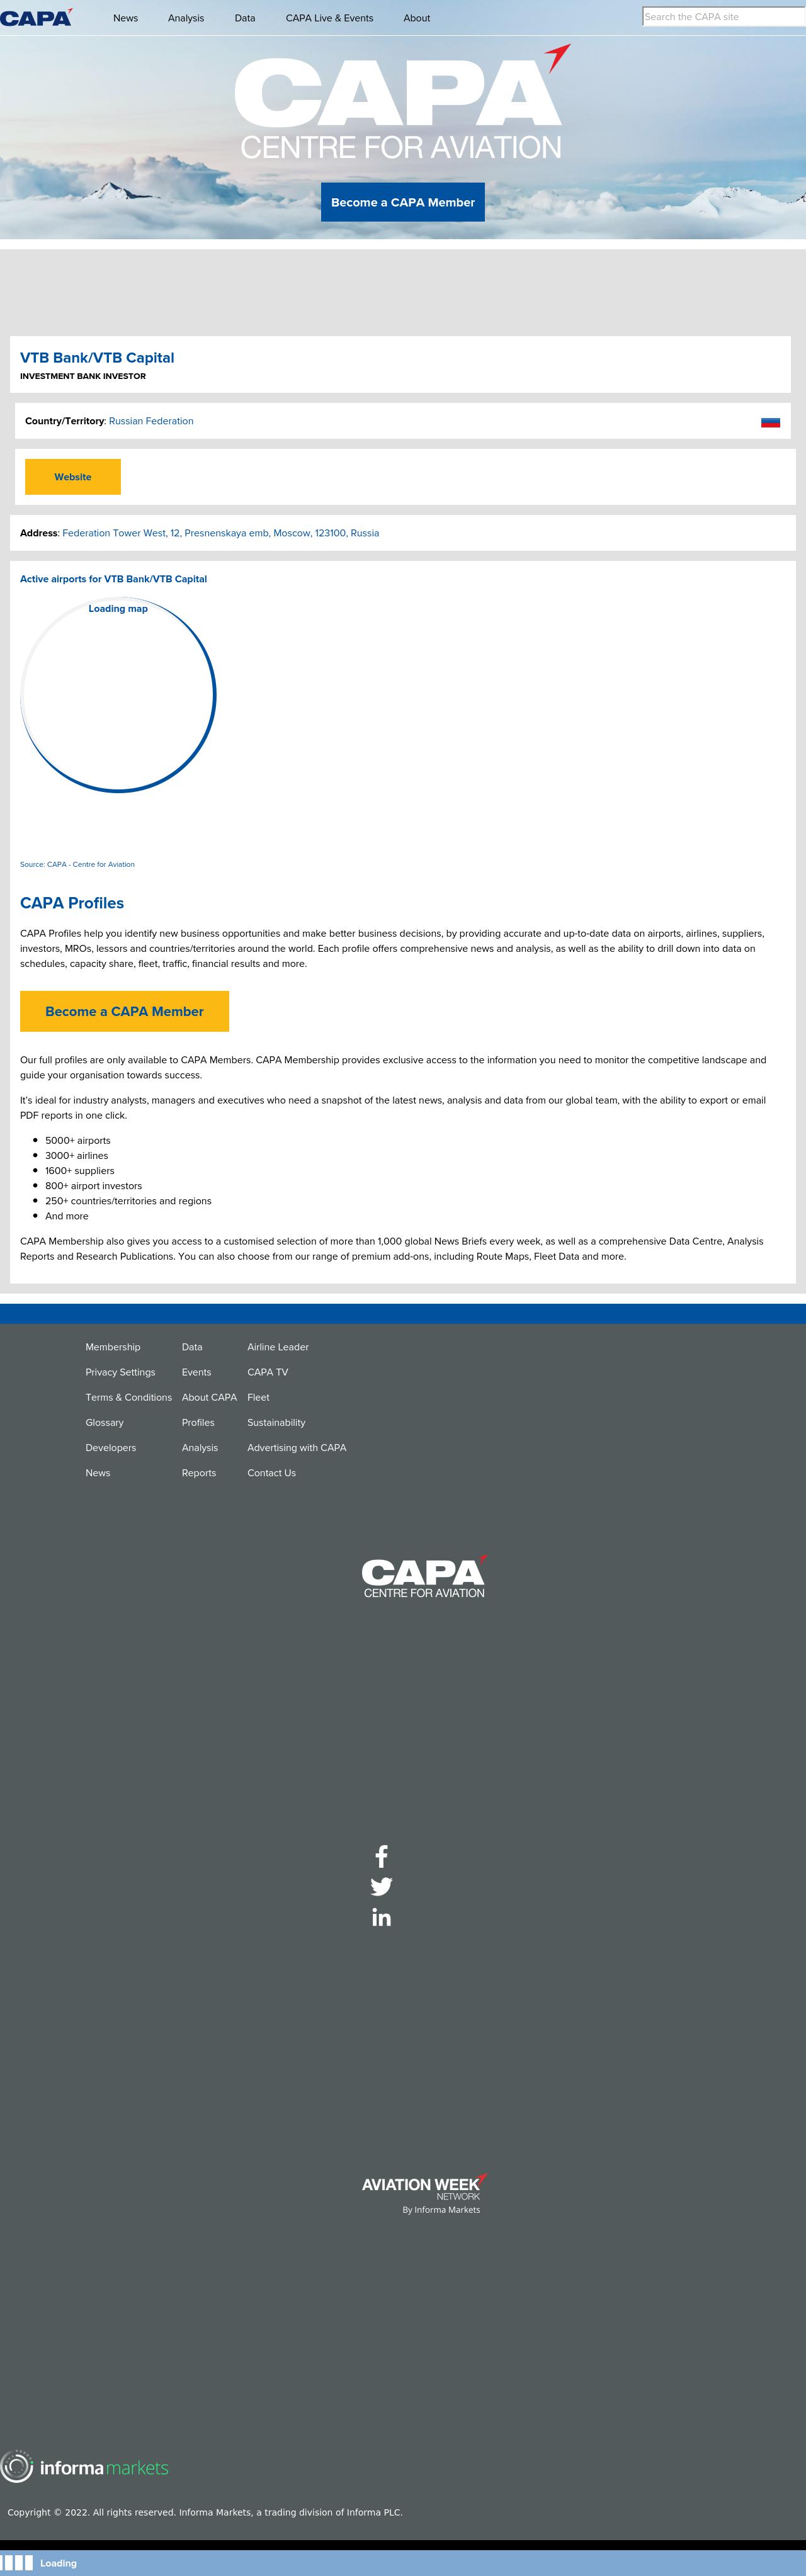 CAPA
News
Analysis
Data
CAPA Live & Events
About
Search the CAPA site
CAPA
CENTRE FOR AVIATION
Become a CAPA Member
VTB Bank/VTB Capital
INVESTMENT BANK INVESTOR
Country/Territory: Russian Federation
Website
Address: Federation Tower West, 12, Presnenskaya emb, Moscow, 123100, Russia
Active airports for VTB Bank/VTB Capital
Loading map
Source: CAPA - Centre for Aviation
CAPA Profiles
CAPA Profiles help you identify new business opportunities and make better business decisions, by providing accurate and up-to-date data on airports, airlines, suppliers,
investors, MROs, lessors and countries/territories around the world. Each profile offers comprehensive news and analysis, as well as the ability to drill down into data on
schedules, capacity share, fleet, traffic, financial results and more.
Become a CAPA Member
Our full profiles are only available to CAPA Members. CAPA Membership provides exclusive access to the information you need to monitor the competitive landscape and
guide your organisation towards success.
It's ideal for industry analysts, managers and executives who need a snapshot of the latest news, analysis and data from our global team, with the ability to export or email
PDF reports in one click.
5000+ airports
3000+ airlines
1600+ suppliers
800+ airport investors
250+ countries/territories and regions
And more
CAPA Membership also gives you access to a customised selection of more than 1,000 global News Briefs every week, as well as a comprehensive Data Centre, Analysis
Reports and Research Publications. You can also choose from our range of premium add-ons, including Route Maps, Fleet Data and more.
Membership Data Airline Leader
Privacy Settings Events CAPA TV
Terms & Conditions About CAPA Fleet
Glossary Profiles Sustainability
Developers Analysis Advertising with CAPA
News Reports Contact Us
CAPA
CENTRE FOR AVIATION
AVIATION WEEK
NETWORK
By Informa Markets
informa markets
Copyright © 2022. All rights reserved. Informa Markets, a trading division of Informa PLC.
Loading